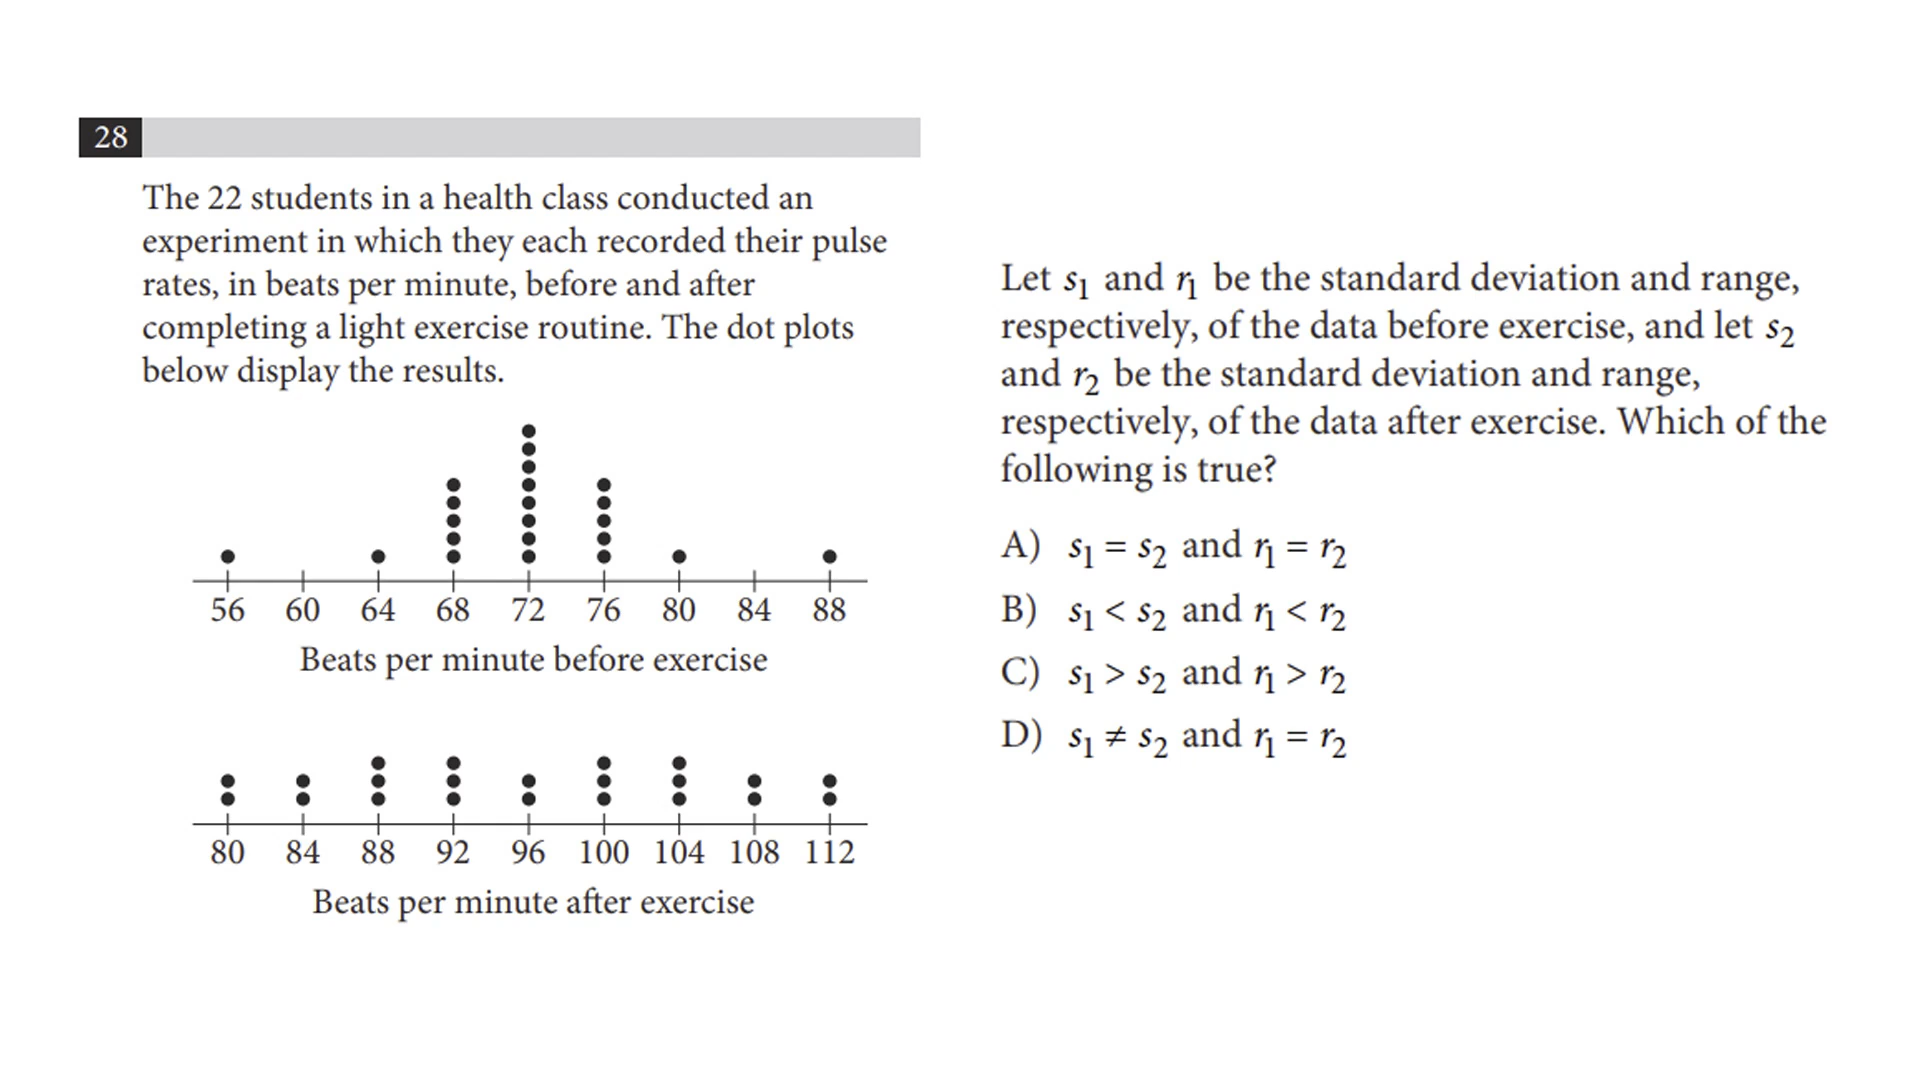 28
The 22 students in a health class conducted an
experiment in which they each recorded their pulse
rates, in beats per minute, before and after
completing a light exercise routine. The dot plots
below display the results.
56 60 64 68 72 76 80 84 88
Beats per minute before exercise
80 84 88 92 96 100 104 108 112
Beats per minute after exercise
Let s₁ and r₁ be the standard deviation and range,
respectively, of the data before exercise, and let s₂
and r₂ be the standard deviation and range,
respectively, of the data after exercise. Which of the
following is true?
A) s₁ = s₂ and r₁ = r₂
B) s₁ < s₂ and r₁ < r₂
C) s₁ > s₂ and r₁ > r₂
D) s₁ ≠ s₂ and r₁ = r₂